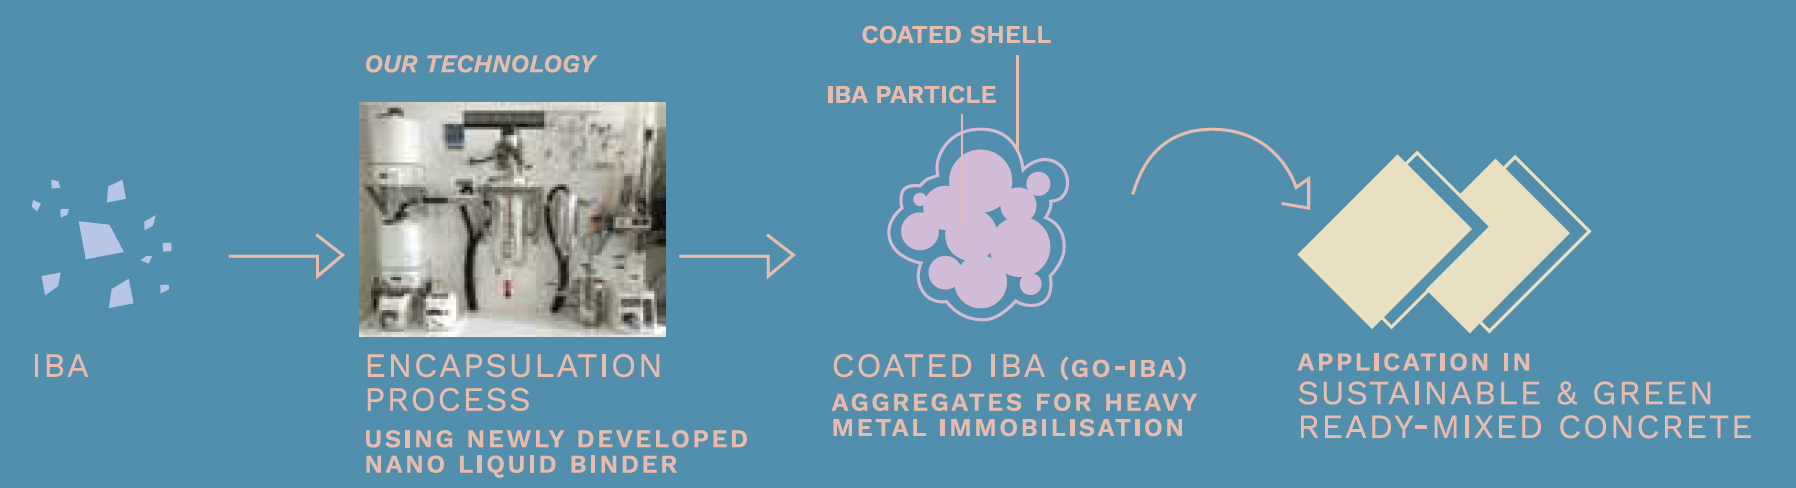 IBA
OUR TECHNOLOGY
ENCAPSULATION
PROCESS
USING NEWLY DEVELOPED
NANO LIQUID BINDER
COATED SHELL
IBA PARTICLE
COATED IBA (GO-IBA)
AGGREGATES FOR HEAVY
METAL IMMOBILISATION
APPLICATION IN
SUSTAINABLE & GREEN
READY-MIXED CONCRETE